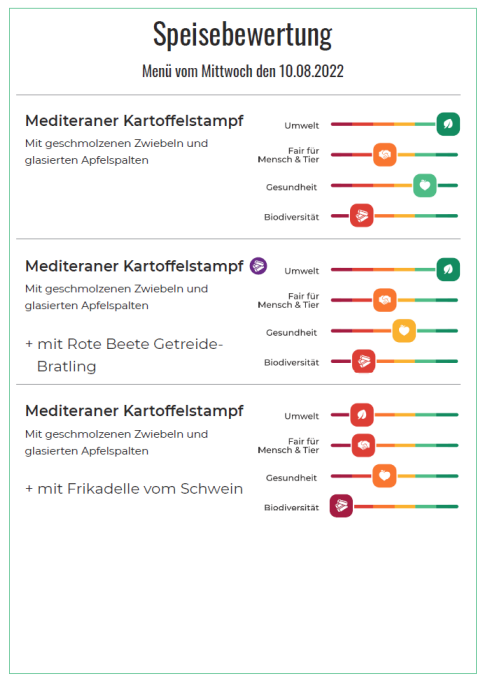 Speisebewertung
Menü vom Mittwoch den 10.08.2022
Mediteraner Kartoffelstampf
Mit geschmolzenen Zwiebeln und
glasierten Apfelspalten
Umwelt
Fair für
Mensch & Tier
Gesundheit
Biodiversität
Mediteraner Kartoffelstampf
Mit geschmolzenen Zwiebeln und
glasierten Apfelspalten
+ mit Rote Beete Getreide-
Bratling
Umwelt
Fair für
Mensch & Tier
Gesundheit
Biodiversität
Mediteraner Kartoffelstampf
Mit geschmolzenen Zwiebeln und
glasierten Apfelspalten
+ mit Frikadelle vom Schwein
Umwelt
Fair für
Mensch & Tier
Gesundheit
Biodiversität